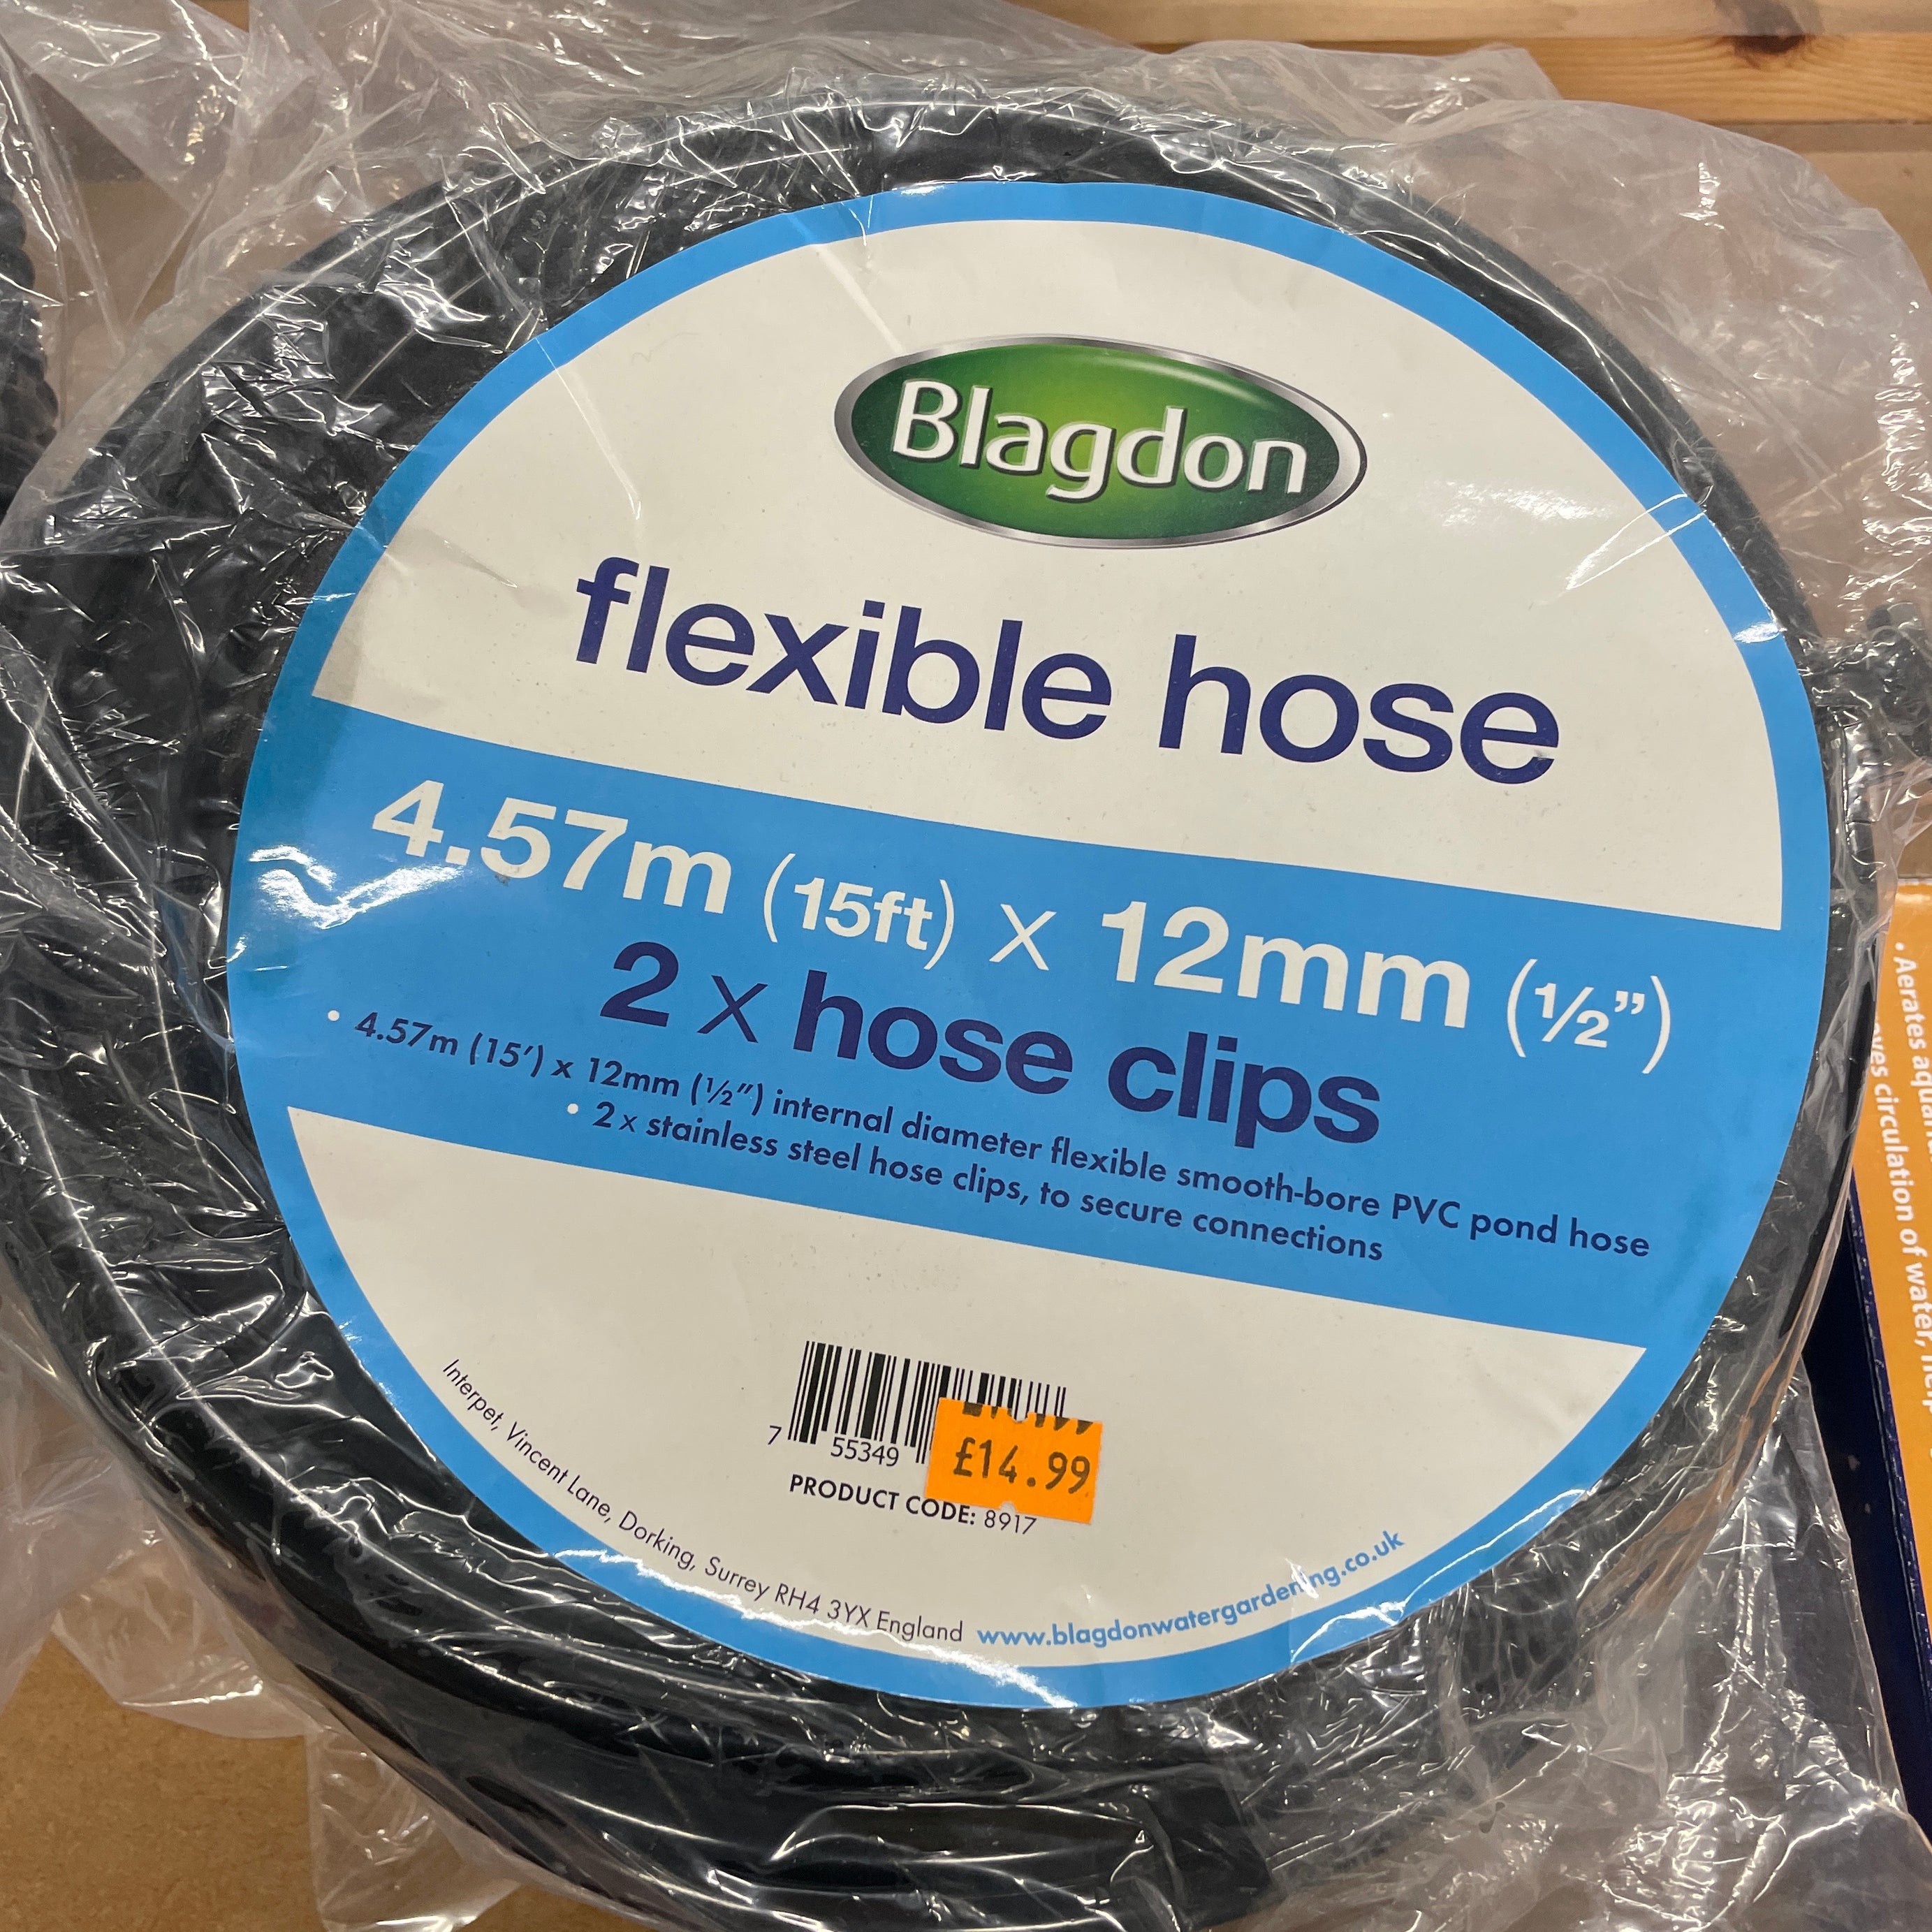 Blagdon
flexible hose
4.57m (15ft) x 12mm (½”)
2 x hose clips
• 4.57m (15’) x 12mm (½”) internal diameter flexible smooth-bore PVC pond hose
• 2 x stainless steel hose clips, to secure connections
7 55349
£14.99
PRODUCT CODE: 8917
Interpet, Vincent Lane, Dorking, Surrey RH4 3YX England www.blagdonwatergardening.co.uk
• Aerates
circulation of water,